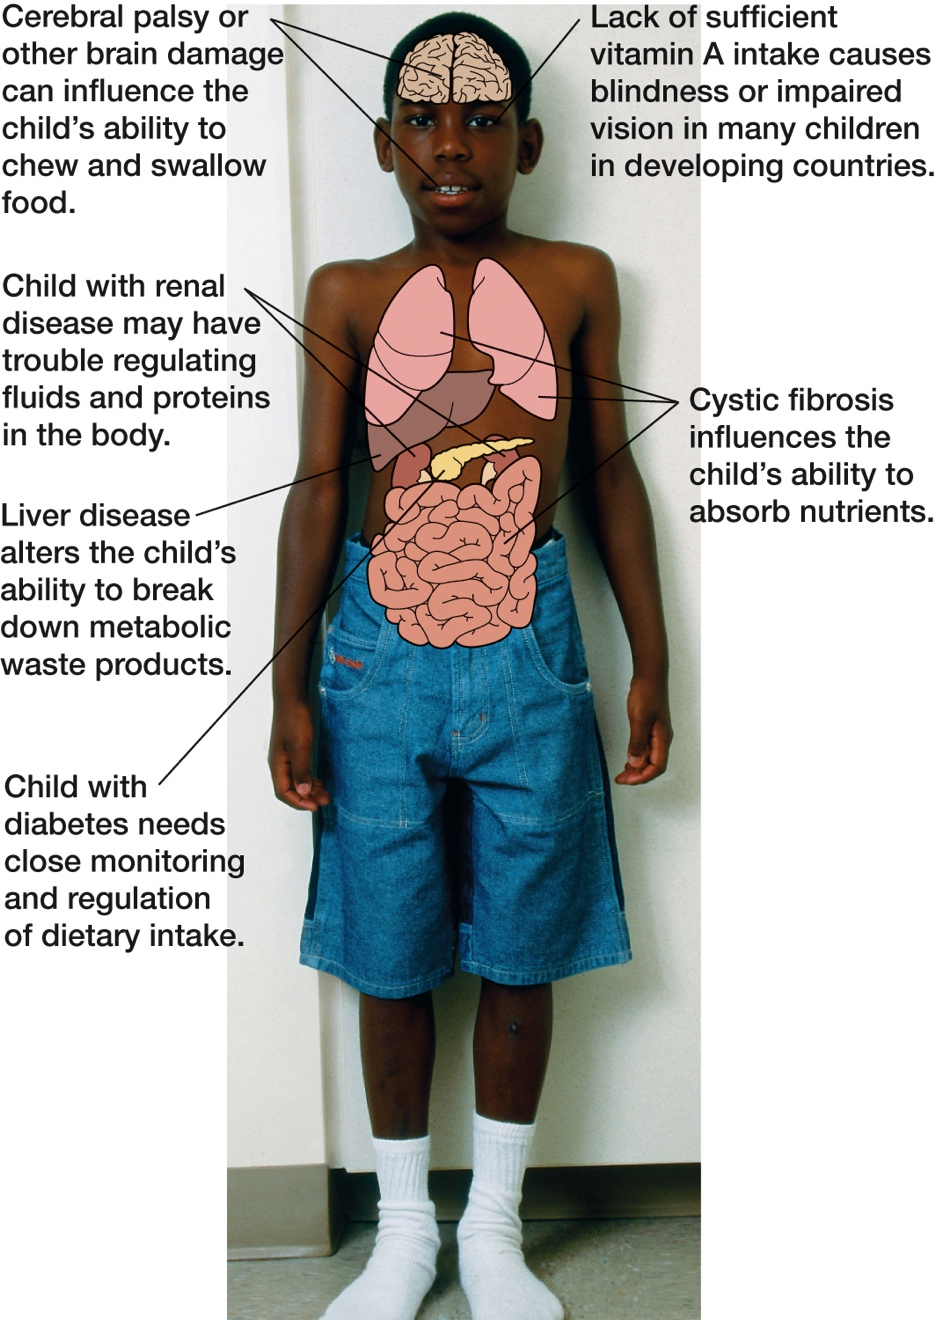 Cerebral palsy or
other brain damage
can influence the
child's ability to
chew and swallow
food.
Lack of sufficient
vitamin A intake causes
blindness or impaired
vision in many children
in developing countries.
Child with renal
disease may have
trouble regulating
fluids and proteins
in the body.
Cystic fibrosis
influences the
child's ability to
absorb nutrients.
Liver disease
alters the child's
ability to break
down metabolic
waste products.
Child with
diabetes needs
close monitoring
and regulation
of dietary intake.